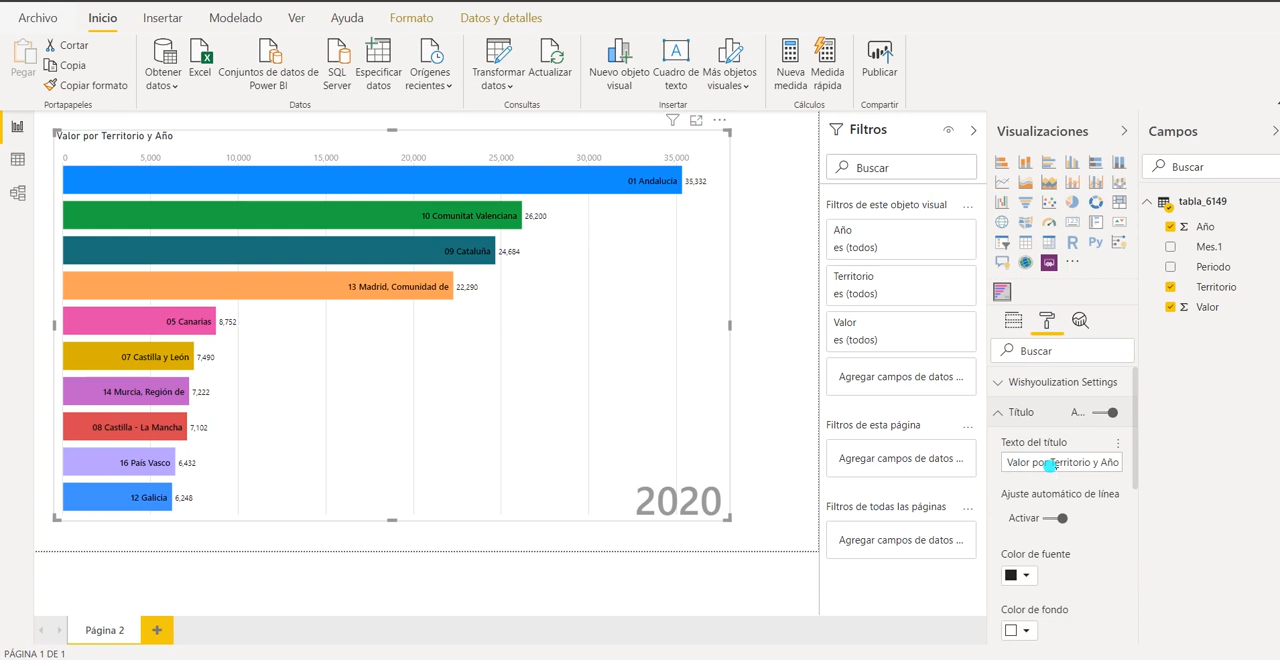 Archivo Inicio Insertar Modelado Ver Ayuda Formato Datos y detalles
Pegar
Cortar
Copia
Copiar formato
Portapapeles
Obtener datos
Excel
Conjuntos de datos de Power BI
SQL Server
Especificar datos
Orígenes recientes
Datos
Transformar datos
Actualizar
Consultas
Nuevo objeto visual
A
Cuadro de texto
Más objetos visuales
Insertar
Nueva medida
Medida rápida
Cálculos
Publicar
Compartir
Valor por Territorio y Año
0 5,000 10,000 15,000 20,000 25,000 30,000 35,000
01 Andalucía 35,332
10 Comunitat Valenciana 26,200
09 Cataluña 24,684
13 Madrid, Comunidad de 22,290
05 Canarias 8,752
07 Castilla y León 7,490
14 Murcia, Región de 7,222
08 Castilla - La Mancha 7,102
16 País Vasco 6,432
12 Galicia 6,248
2020
Página 2
PÁGINA 1 DE 1
Filtros
Buscar
Filtros de este objeto visual ...
Año
es (todos)
Territorio
es (todos)
Valor
es (todos)
Agregar campos de datos ...
Filtros de esta página ...
Agregar campos de datos ...
Filtros de todas las páginas ...
Agregar campos de datos ...
Visualizaciones
R Py
Buscar
Wishyoulization Settings
Título A...
Texto del título
Valor por Territorio y Año
Ajuste automático de línea
Activar
Color de fuente
Color de fondo
Campos
Buscar
tabla_6149
Σ Año
Mes.1
Periodo
Territorio
Σ Valor